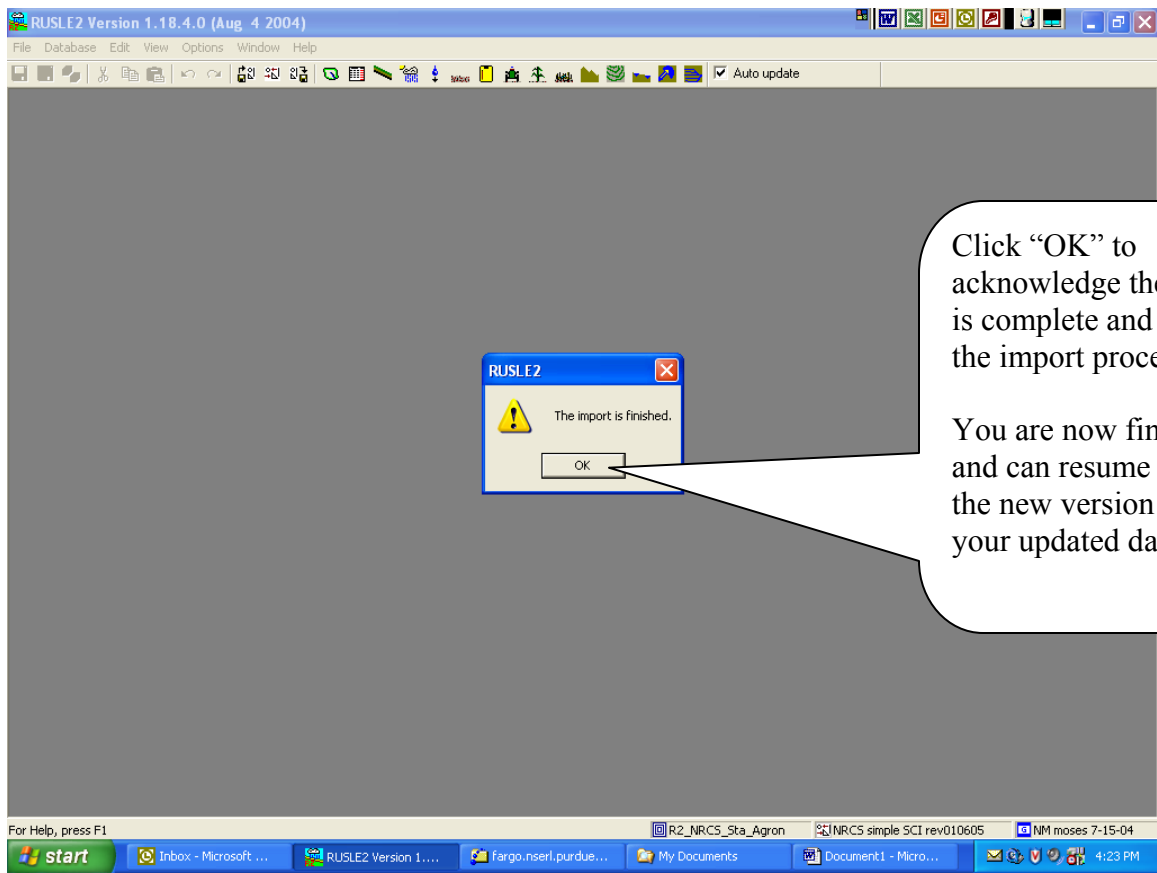 RUSLE2 Version 1.18.4.0 (Aug 4 2004)
File Database Edit View Options Window Help
Auto update
Click “OK” to
acknowledge the
is complete and
the import proce
You are now fin
and can resume
the new version
your updated da
RUSLE2
The import is finished.
OK
For Help, press F1
R2_NRCS_Sta_Agron
NRCS simple SCI rev010605
NM moses 7-15-04
start
Inbox - Microsoft ...
RUSLE2 Version 1....
fargo.nserl.purdue...
My Documents
Document1 - Micro...
4:23 PM